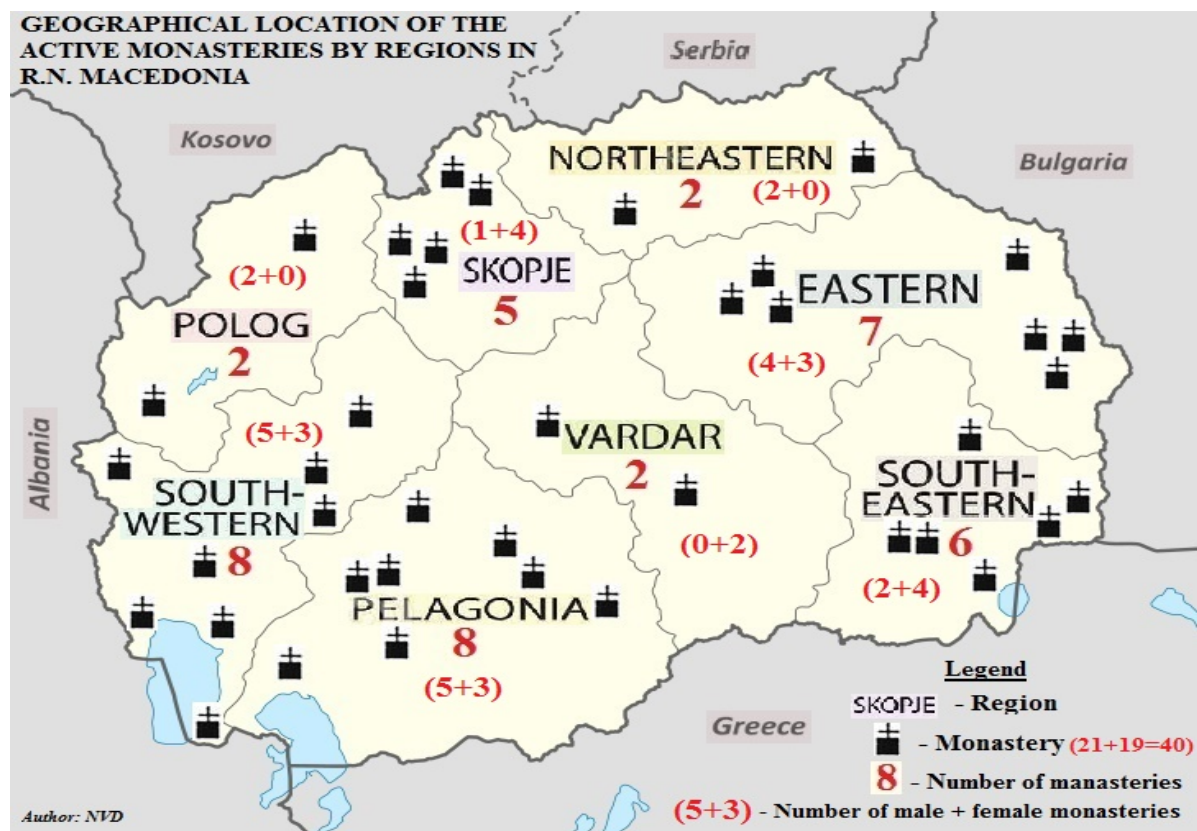 GEOGRAPHICAL LOCATION OF THE
ACTIVE MONASTERIES BY REGIONS IN
R.N. MACEDONIA
Serbia
Kosovo
Bulgaria
NORTHEASTERN
2
(2+0)
(1+4)
SKOPJE
5
(2+0)
POLOG
2
EASTERN
7
(4+3)
(5+3)
SOUTH-
WESTERN
8
VARDAR
2
(0+2)
SOUTH-
EASTERN
6
(2+4)
Albania
PELAGONIA
8
(5+3)
Greece
Legend
SKOPJE - Region
- Monastery (21+19=40)
8 - Number of manasteries
(5+3) - Number of male + female monasteries
Author: NVD